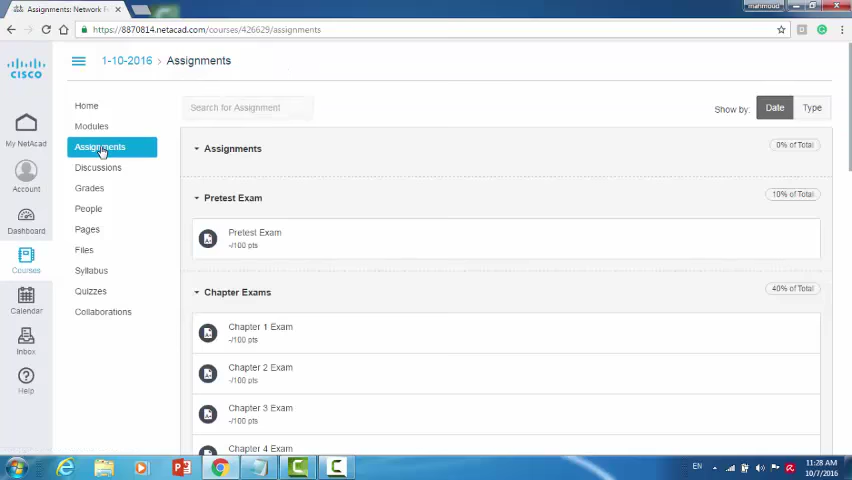 Assignments: Network F
mahmoud
https://8870814.netacad.com/courses/426629/assignments
CISCO
1-10-2016 > Assignments
My NetAcad
Account
Dashboard
Courses
Calendar
Inbox
Help
Home
Modules
Assignments
Discussions
Grades
People
Pages
Files
Syllabus
Quizzes
Collaborations
Search for Assignment
Show by:
Date
Type
Assignments
0% of Total
Pretest Exam
10% of Total
Pretest Exam
-/100 pts
Chapter Exams
40% of Total
Chapter 1 Exam
-/100 pts
Chapter 2 Exam
-/100 pts
Chapter 3 Exam
-/100 pts
Chapter 4 Exam
EN
11:28 AM
10/7/2016